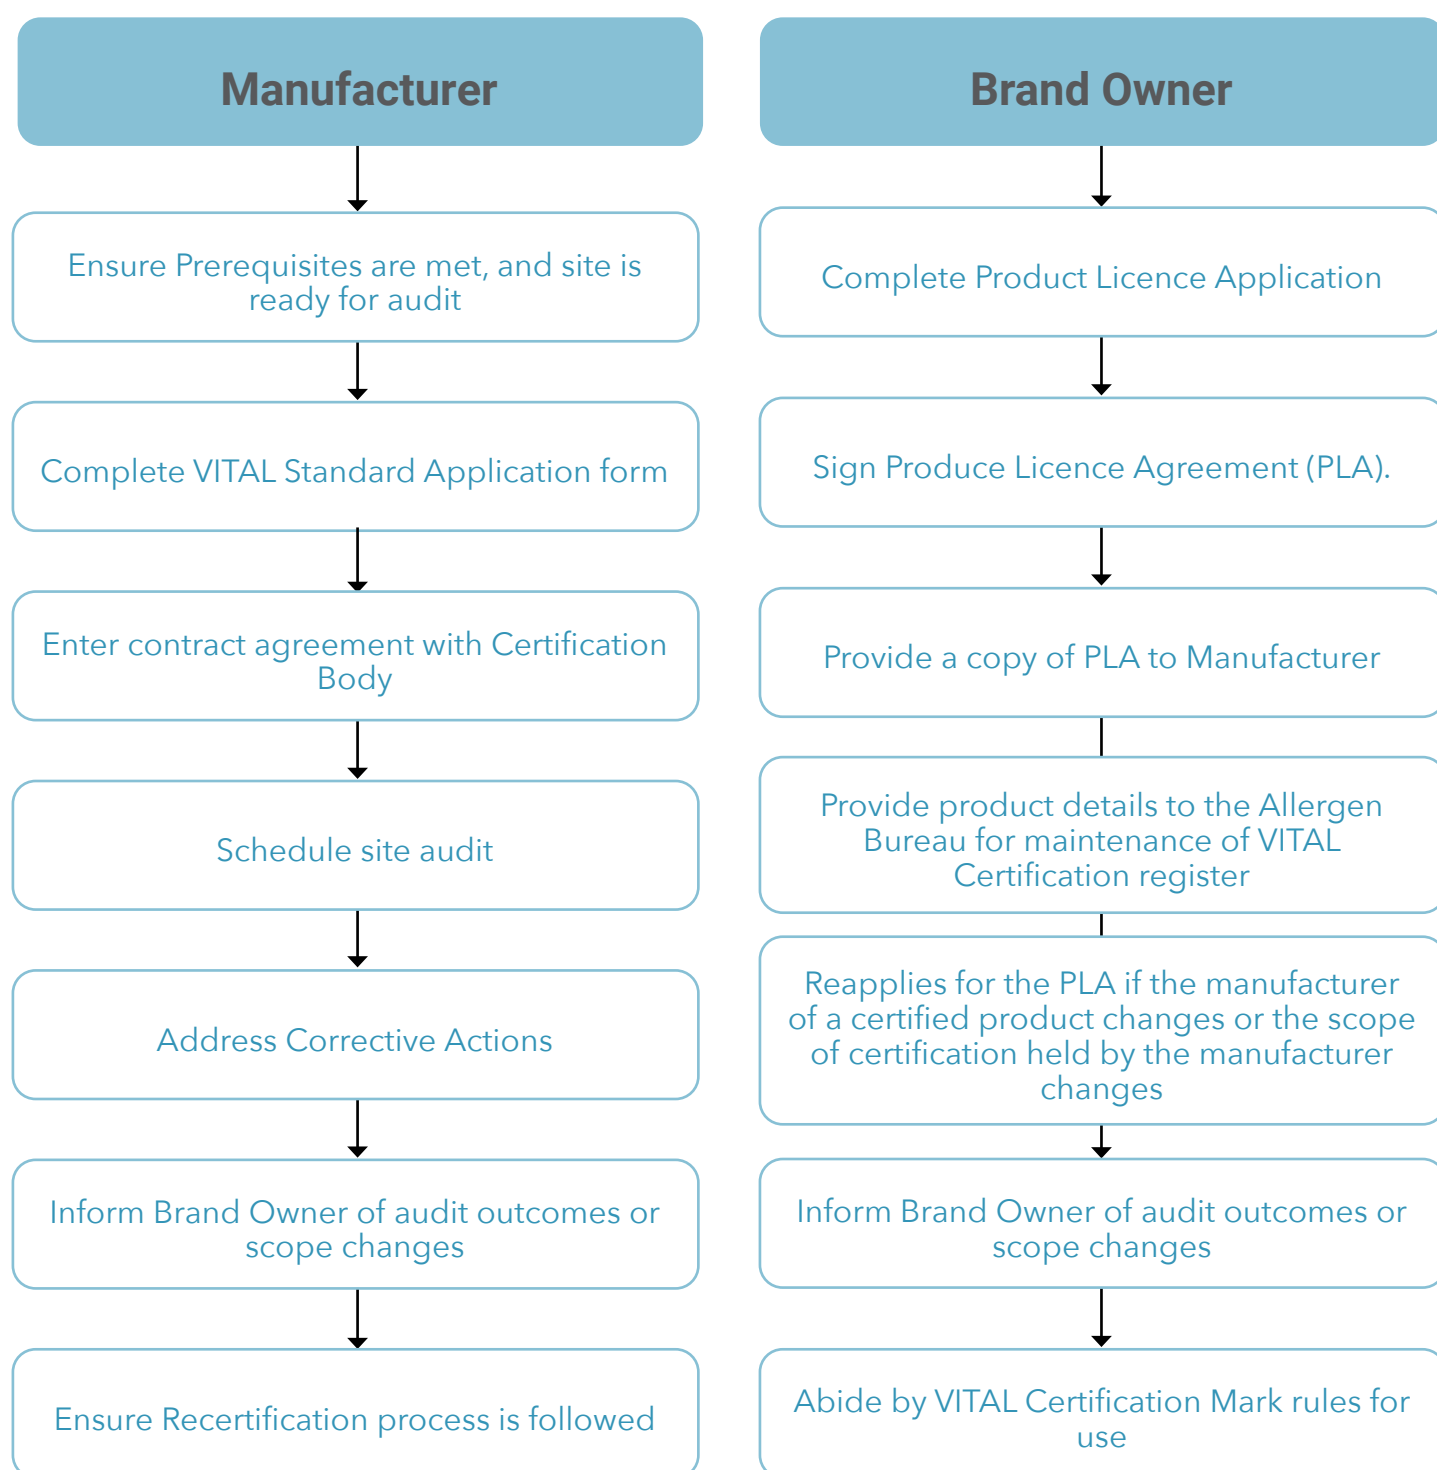 Manufacturer
Ensure Prerequisites are met, and site is
ready for audit
Complete VITAL Standard Application form
Enter contract agreement with Certification
Body
Schedule site audit
Address Corrective Actions
Inform Brand Owner of audit outcomes or
scope changes
Ensure Recertification process is followed
Brand Owner
Complete Product Licence Application
Sign Produce Licence Agreement (PLA).
Provide a copy of PLA to Manufacturer
Provide product details to the Allergen
Bureau for maintenance of VITAL
Certification register
Reapplies for the PLA if the manufacturer
of a certified product changes or the scope
of certification held by the manufacturer
changes
Inform Brand Owner of audit outcomes or
scope changes
Abide by VITAL Certification Mark rules for
use